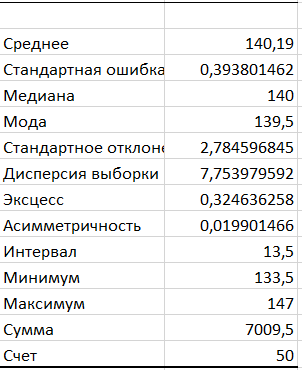 Среднее 140,19
Стандартная ошибка 0,393801462
Медиана 140
Мода 139,5
Стандартное отклоне 2,784596845
Дисперсия выборки 7,753979592
Эксцесс 0,324636258
Асимметричность 0,019901466
Интервал 13,5
Минимум 133,5
Максимум 147
Сумма 7009,5
Счет 50